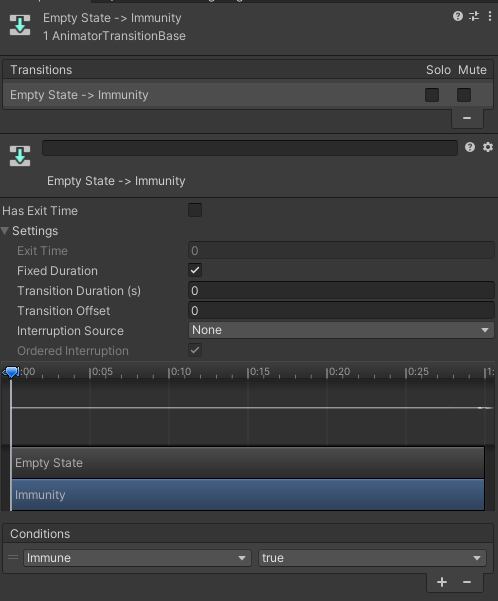 Empty State -> Immunity
1 AnimatorTransitionBase
Transitions Solo Mute
Empty State -> Immunity
Empty State -> Immunity
Has Exit Time
Settings
Exit Time 0
Fixed Duration
Transition Duration (s) 0
Transition Offset 0
Interruption Source None
Ordered Interruption
:00 0:05 0:10 0:15 0:20 0:25 1:
Empty State
Immunity
Conditions
Immune true